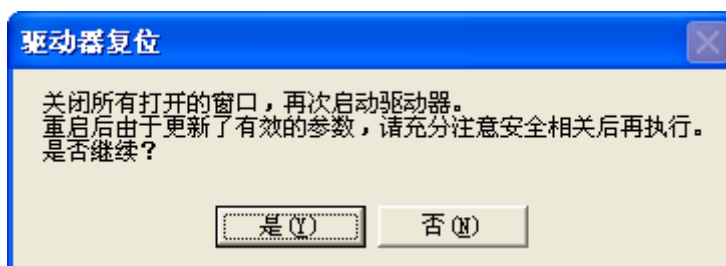 驱动器复位
关闭所有打开的窗口，再次启动驱动器。
重启后由于更新了有效的参数，请充分注意安全相关后再执行。
是否继续？
是(Y)
否(N)